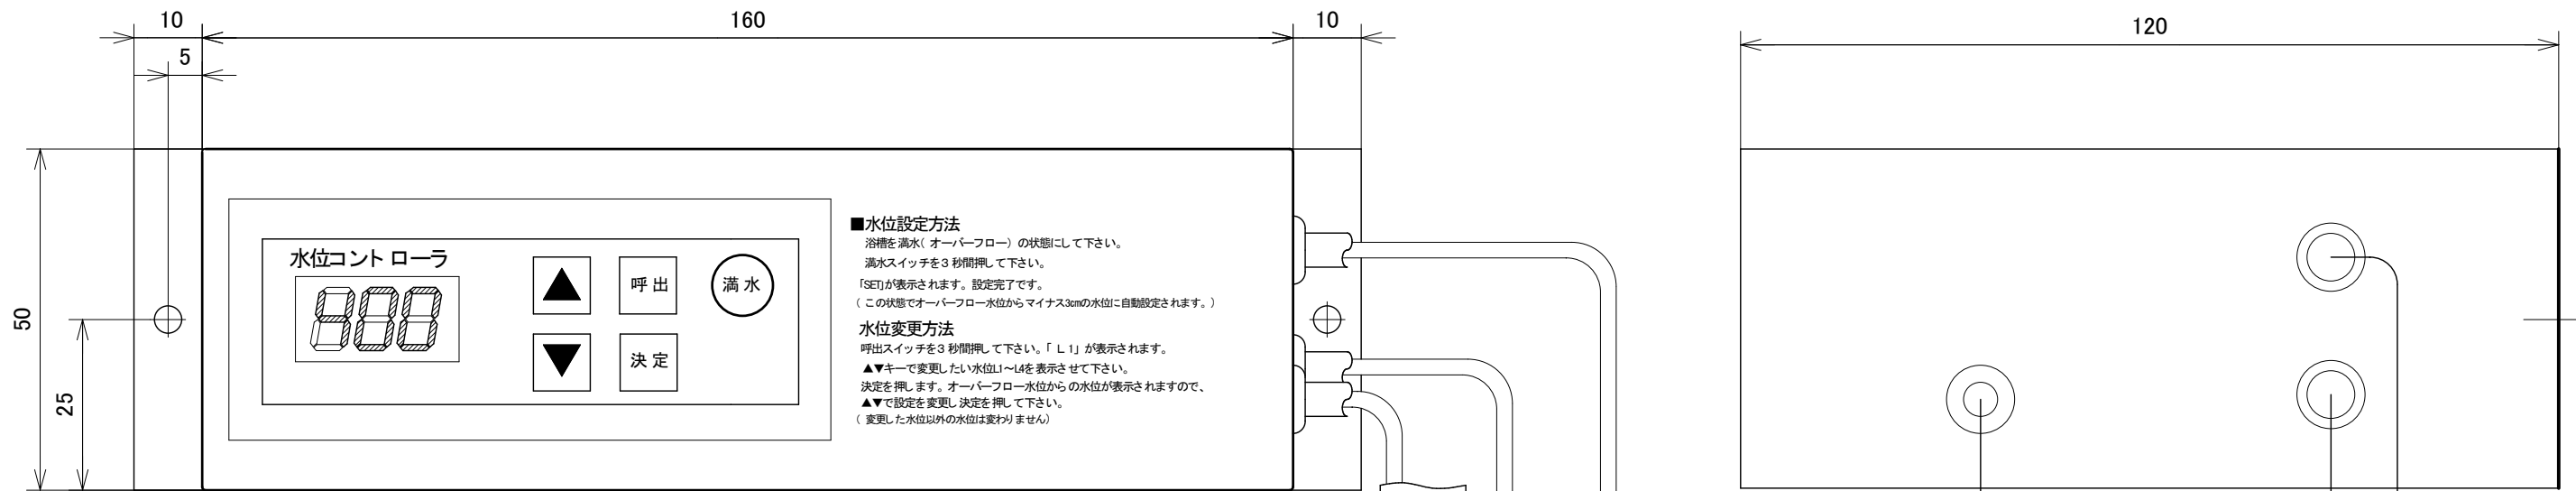 10
160
10
120
5
50
25
水位コントローラ
900
▲
呼出
満水
▼
決定
■水位設定方法
浴槽を満水(オーバーフロー)の状態にして下さい。
満水スイッチを3秒間押して下さい。
「SET」が表示されます。設定完了です。
(この状態でオーバーフロー水位からマイナス3cmの水位に自動設定されます。)
水位変更方法
呼出スイッチを3秒間押して下さい。「L1」が表示されます。
▲▼キーで変更したい水位L1～L4を表示させて下さい。
決定を押します。オーバーフロー水位からの水位が表示されますので、
▲▼で設定を変更し決定を押して下さい。
(変更した水位以外の水位は変わりません)